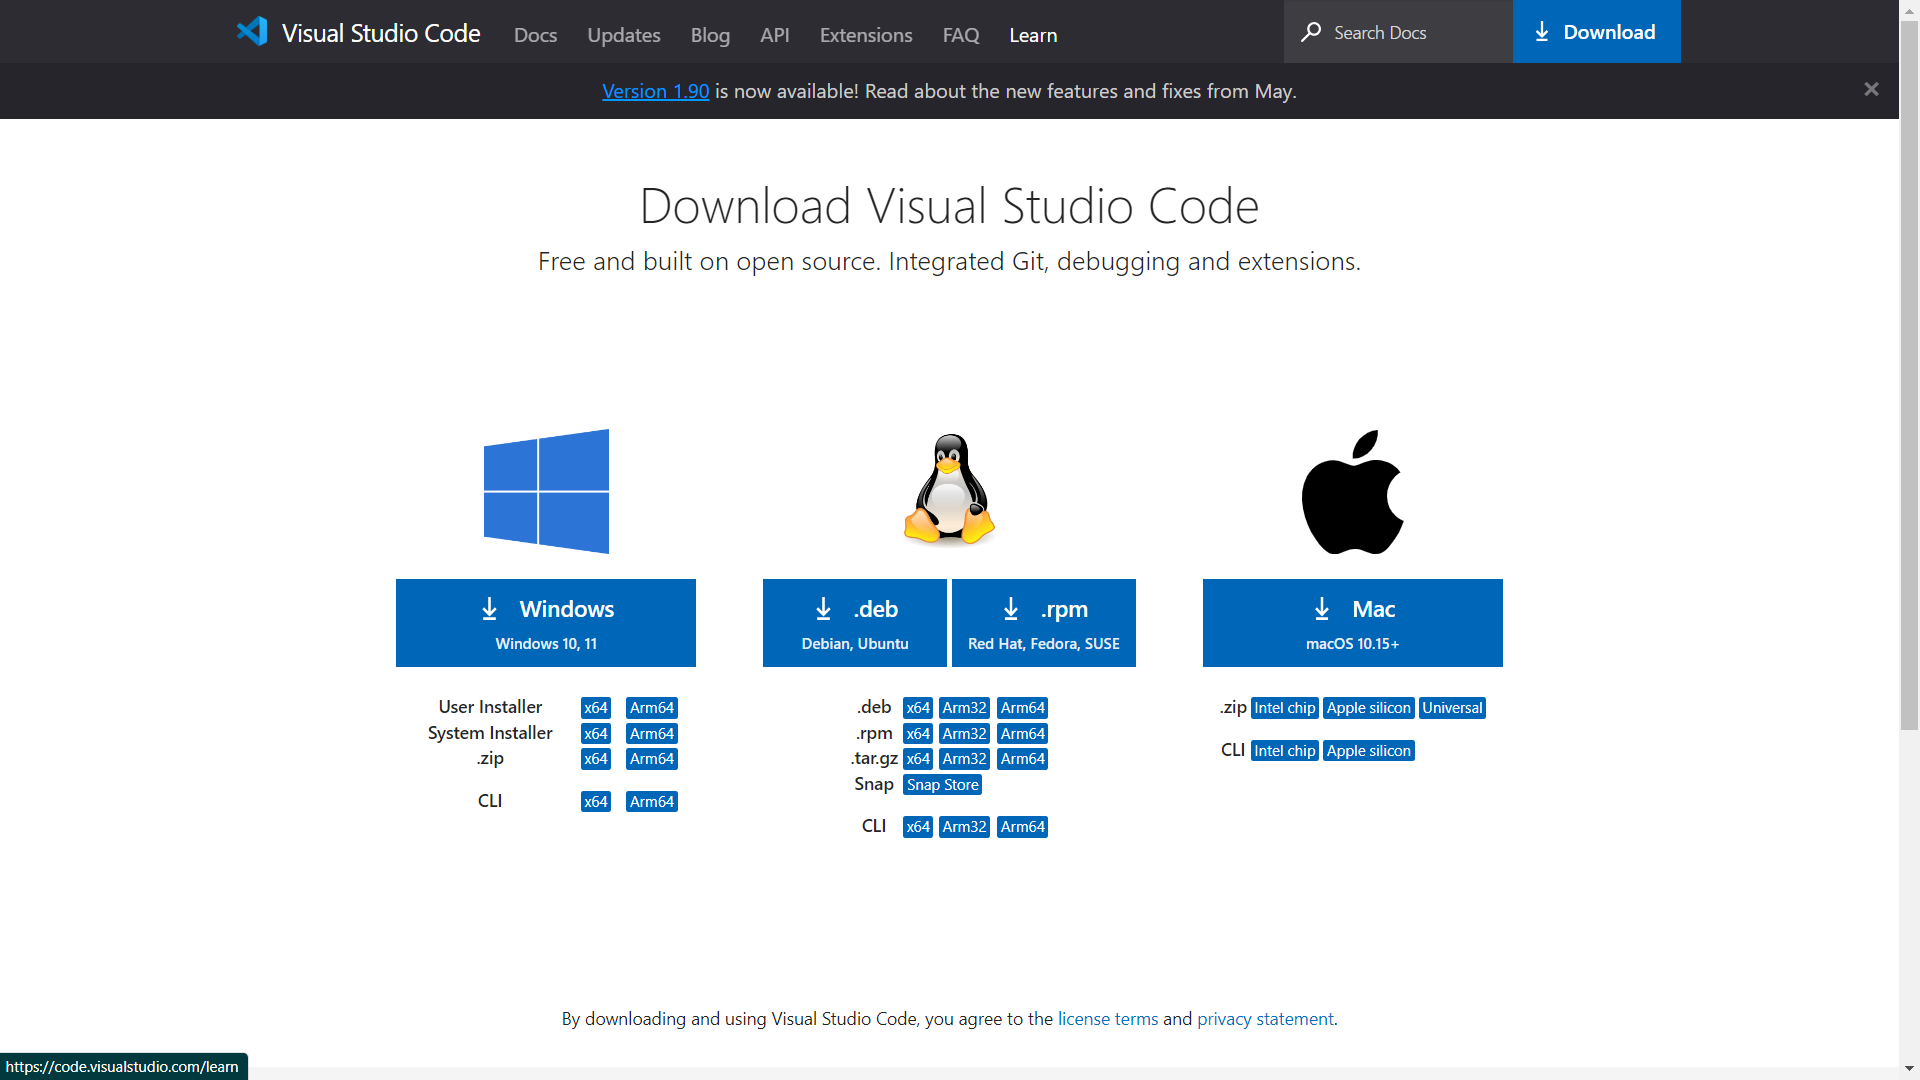 Visual Studio Code Docs Updates Blog API Extensions FAQ Learn Search Docs Download
Version 1.90 is now available! Read about the new features and fixes from May.
Download Visual Studio Code
Free and built on open source. Integrated Git, debugging and extensions.
Windows
Windows 10, 11
.deb
Debian, Ubuntu
.rpm
Red Hat, Fedora, SUSE
Mac
macOS 10.15+
User Installer x64 Arm64
System Installer x64 Arm64
.zip x64 Arm64
CLI x64 Arm64
.deb x64 Arm32 Arm64
.rpm x64 Arm32 Arm64
.tar.gz x64 Arm32 Arm64
Snap Snap Store
CLI x64 Arm32 Arm64
.zip Intel chip Apple silicon Universal
CLI Intel chip Apple silicon
By downloading and using Visual Studio Code, you agree to the license terms and privacy statement.
https://code.visualstudio.com/learn